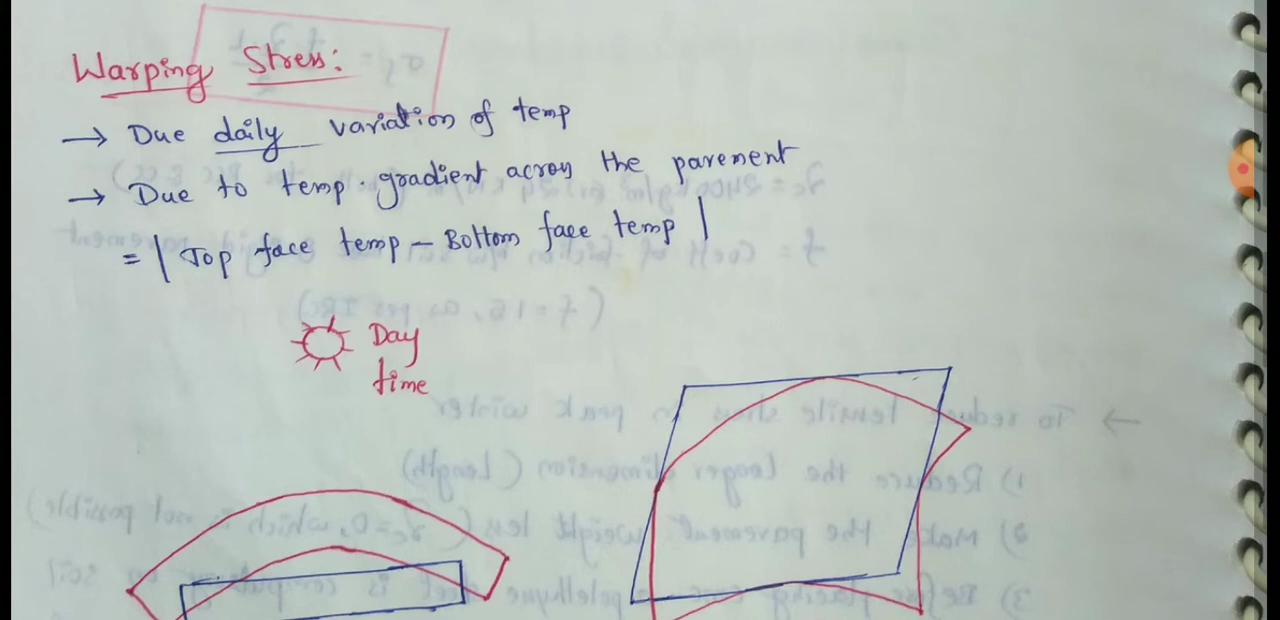 Warping Stress:
→ Due daily variation of temp
→ Due to temp. gradient across the pavement
= | Top face temp - Bottom face temp |
Day
time